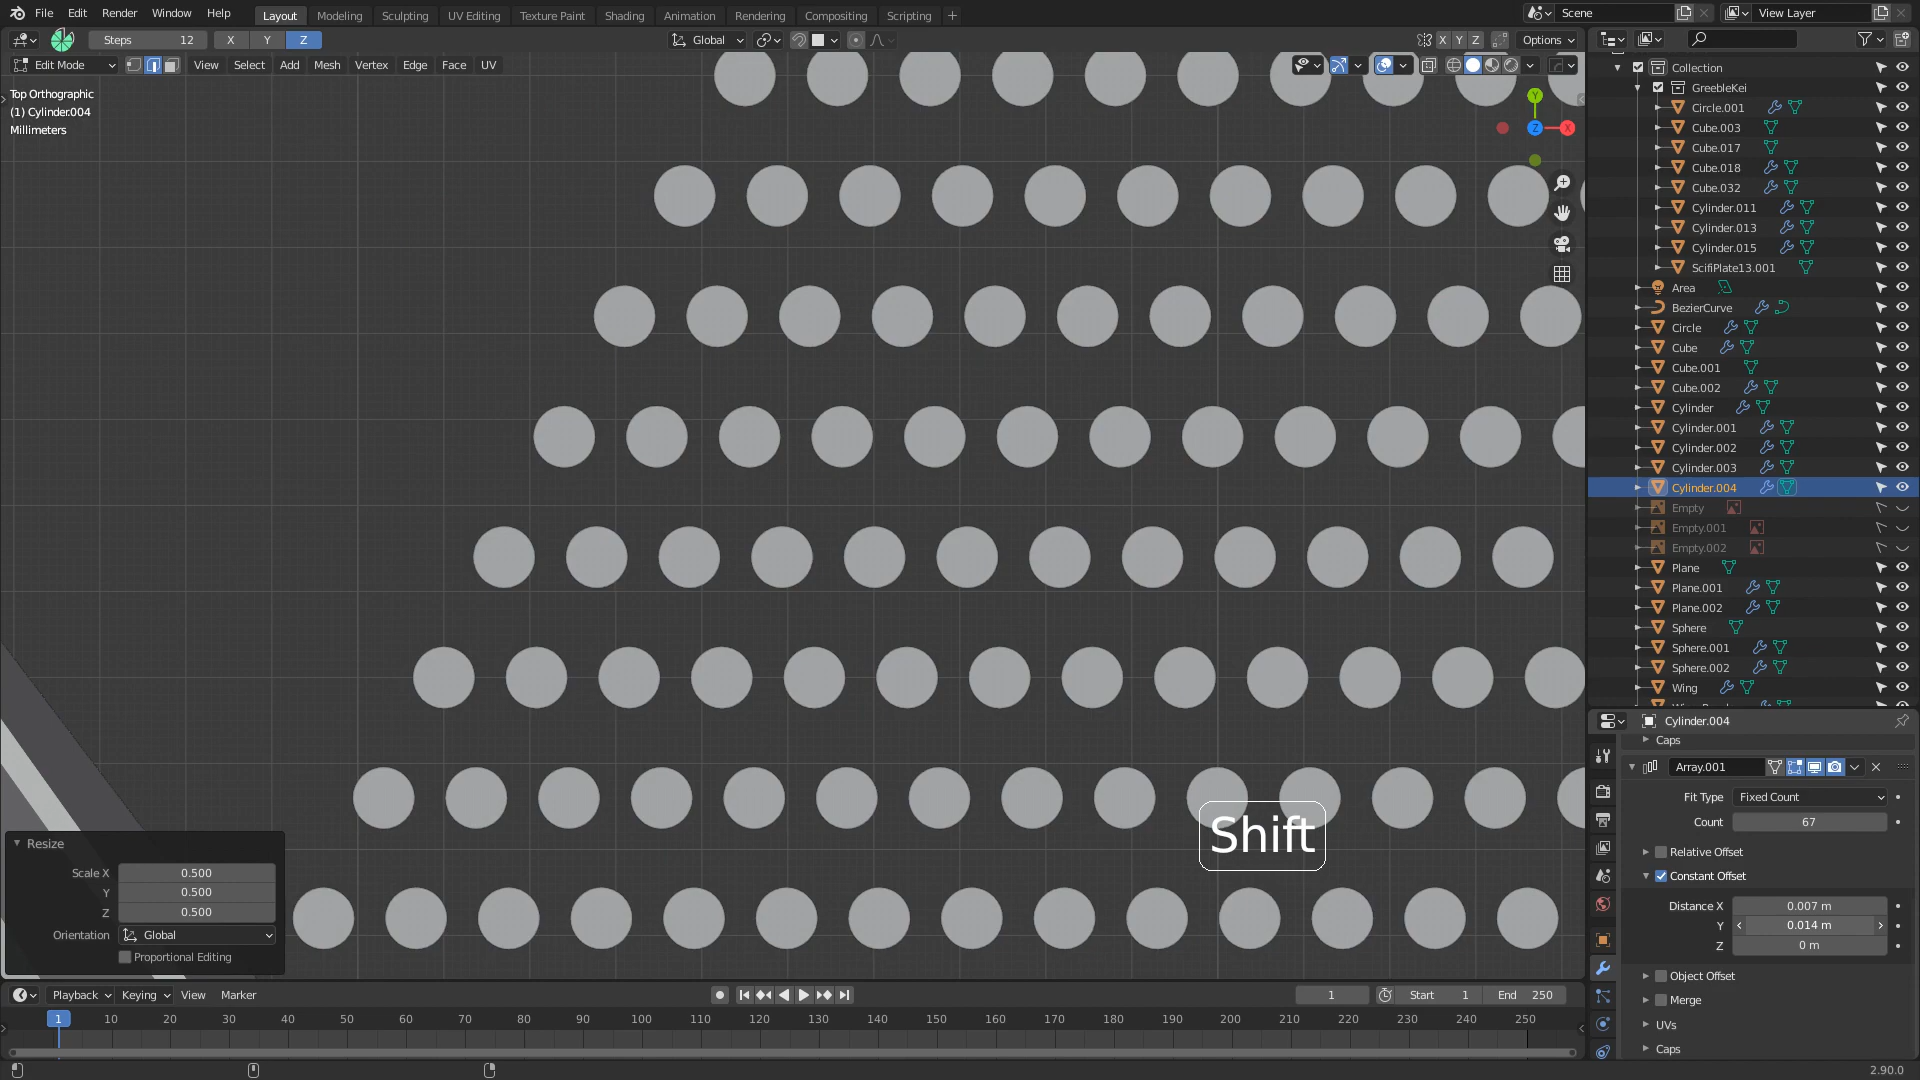 File Edit Render Window Help Layout Modeling Sculpting UV Editing Texture Paint Shading Animation Rendering Compositing Scripting + Scene View Layer
Steps 12 X Y Z Global X Y Z Options
Edit Mode View Select Add Mesh Vertex Edge Face UV
Top Orthographic
(1) Cylinder.004
Millimeters
Y
Z
X
Collection
GreebleKei
Circle.001
Cube.003
Cube.017
Cube.018
Cube.032
Cylinder.011
Cylinder.013
Cylinder.015
ScifiPlate13.001
Area
BezierCurve
Circle
Cube
Cube.001
Cube.002
Cylinder
Cylinder.001
Cylinder.002
Cylinder.003
Cylinder.004
Empty
Empty.001
Empty.002
Plane
Plane.001
Plane.002
Sphere
Sphere.001
Sphere.002
Wing
Cylinder.004
Caps
Array.001
Fit Type Fixed Count
Count 67
Relative Offset
Constant Offset
Distance X 0.007 m
Y 0.014 m
Z 0 m
Object Offset
Merge
UVs
Caps
Shift
Resize
Scale X 0.500
Y 0.500
Z 0.500
Orientation Global
Proportional Editing
Playback Keying View Marker 1 Start 1 End 250
1 10 20 30 40 50 60 70 80 90 100 110 120 130 140 150 160 170 180 190 200 210 220 230 240 250
2.90.0